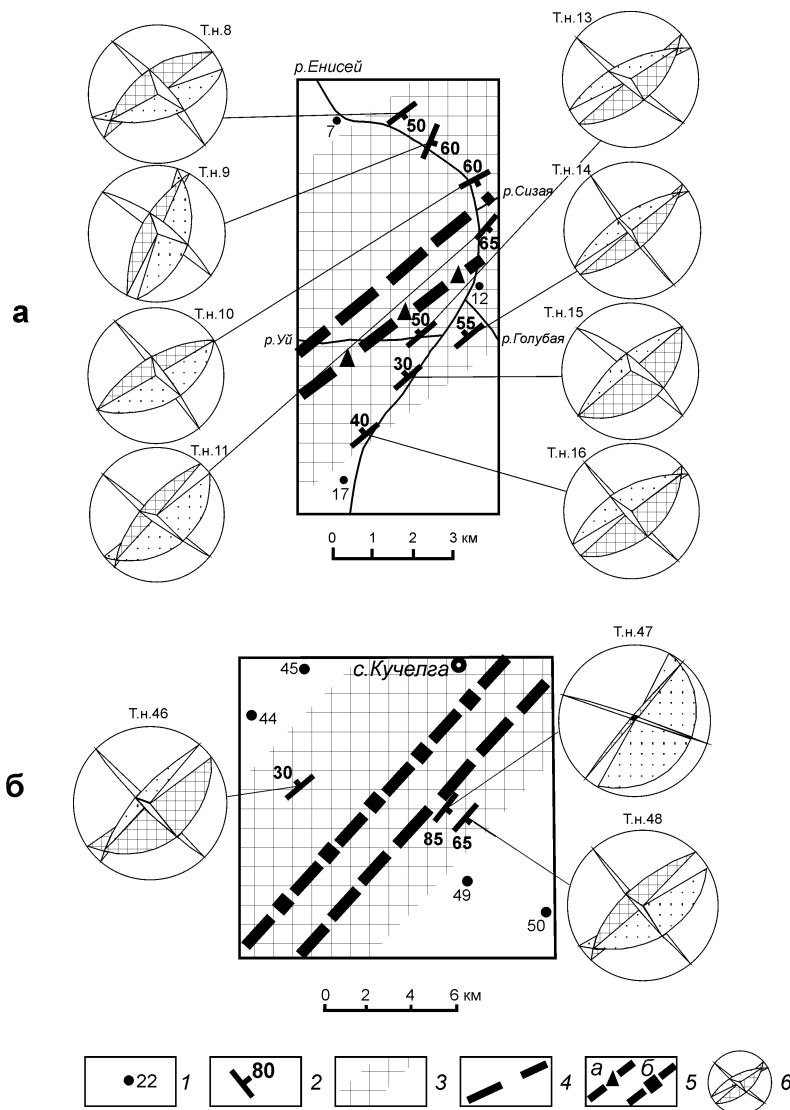 Т.н.8
Т.н.13
р.Енисей
7
50
60
60
Т.н.9
Т.н.14
р.Сизая
65
12
а
Т.н.10
Т.н.15
р.Уй
50
55
р.Голубая
30
40
Т.н.11
Т.н.16
17
0 1 2 3 км
Т.н.47
45
с.Кучелга
44
Т.н.46
30
б
85 65
Т.н.48
49
50
0 2 4 6 км
22 1
80 2
3
4
а б 5
6